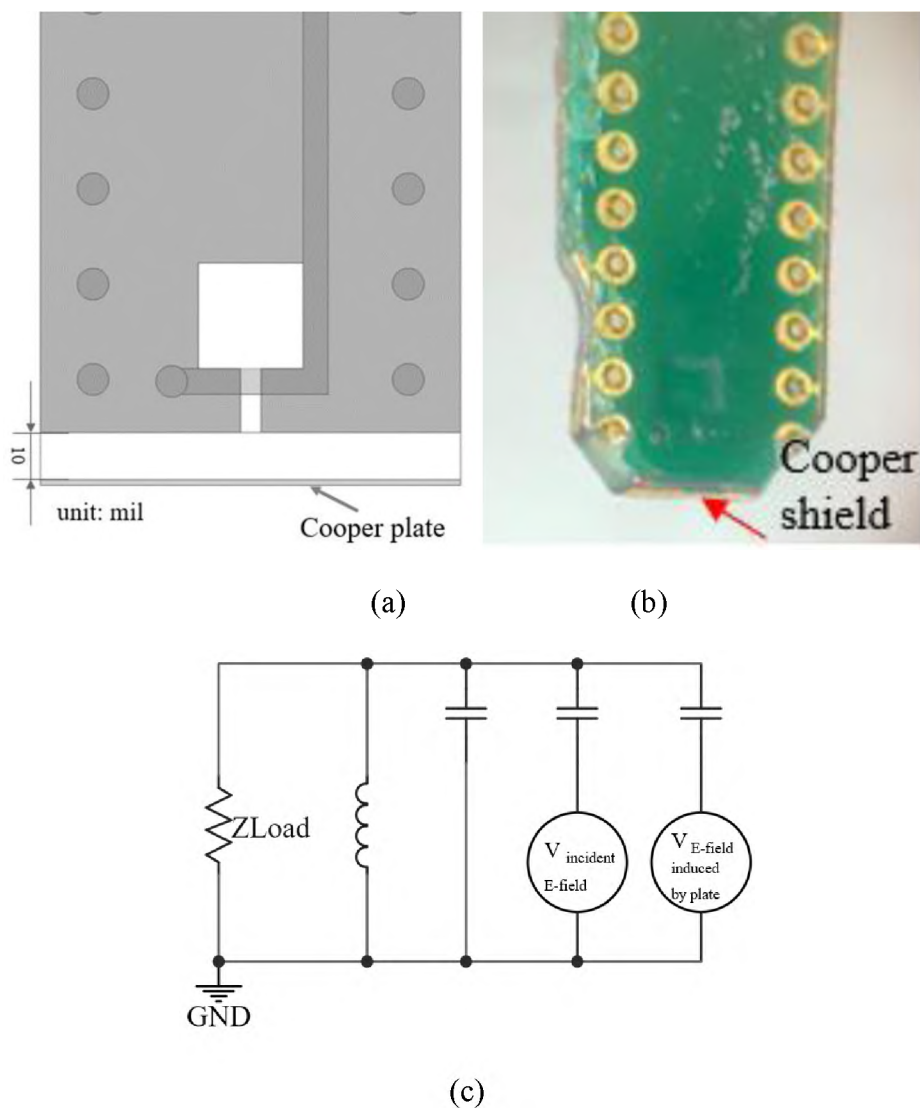 10
unit: mil
Cooper plate
Cooper
shield
(a)
(b)
ZLoad
V incident
E-field
V E-field
induced
by plate
GND
(c)